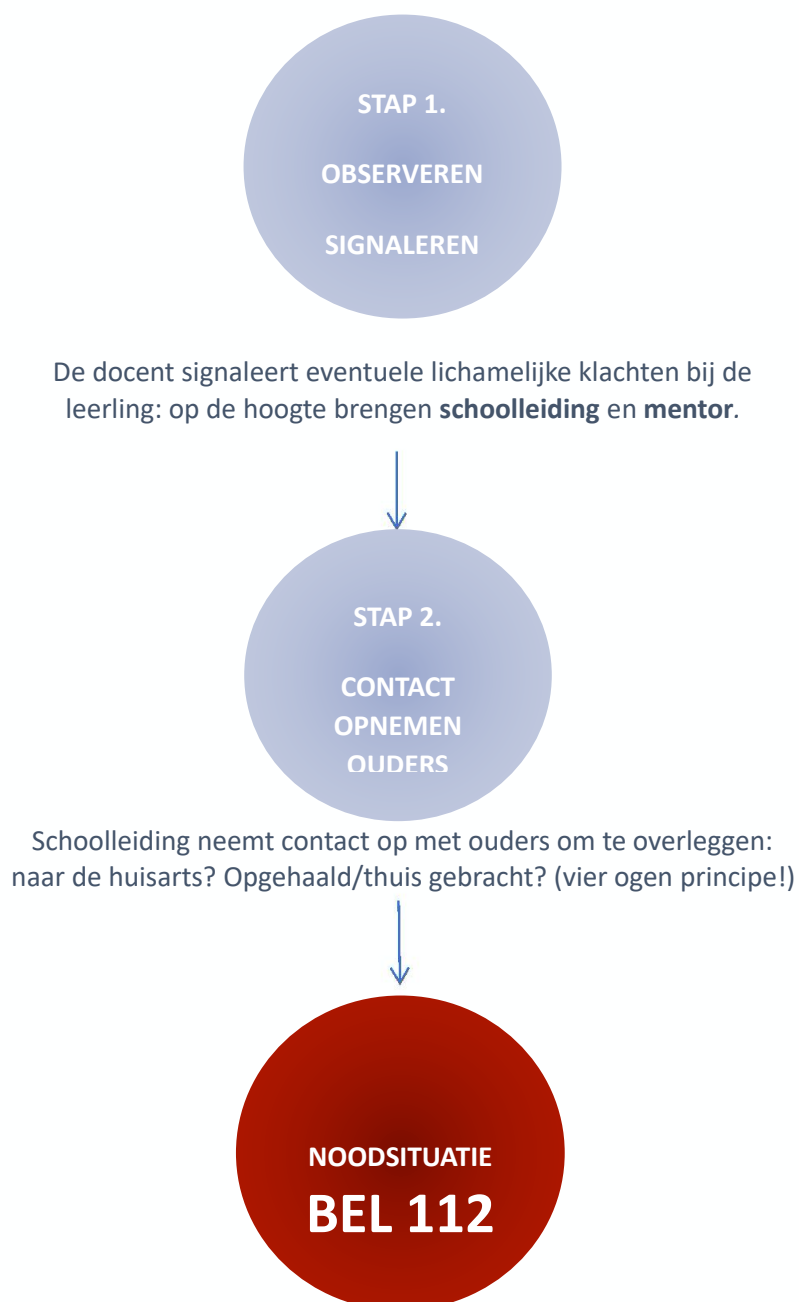 STAP 1.
OBSERVEREN
SIGNALEREN
De docent signaleert eventuele lichamelijke klachten bij de
leerling: op de hoogte brengen schoolleiding en mentor.
STAP 2.
CONTACT
OPNEMEN
OUDERS
Schoolleiding neemt contact op met ouders om te overleggen:
naar de huisarts? Opgehaald/thuis gebracht? (vier ogen principe!)
NOODSITUATIE
BEL 112